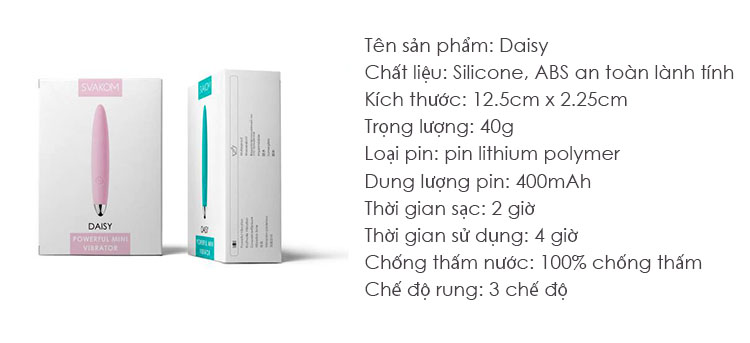 SVAKOM
DAISY
POWERFUL MINI
VIBRATOR
SVAKOM
DAISY
POWERFUL MINI
VIBRATOR
Tên sản phẩm: Daisy
Chất liệu: Silicone, ABS an toàn lành tính
Kích thước: 12.5cm x 2.25cm
Trọng lượng: 40g
Loại pin: pin lithium polymer
Dung lượng pin: 400mAh
Thời gian sạc: 2 giờ
Thời gian sử dụng: 4 giờ
Chống thấm nước: 100% chống thấm
Chế độ rung: 3 chế độ